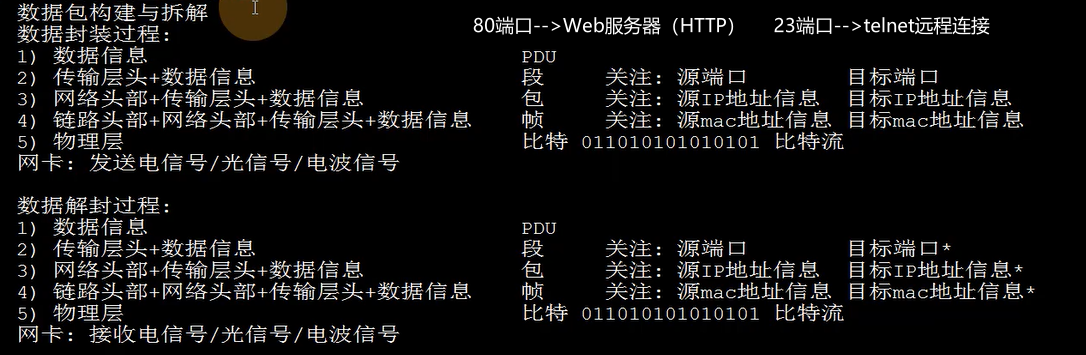 数据包构建与拆解
数据封装过程： 80端口-->Web服务器（HTTP） 23端口-->telnet远程连接
1) 数据信息 PDU
2) 传输层头+数据信息 段 关注：源端口 目标端口
3) 网络头部+传输层头+数据信息 包 关注：源IP地址信息 目标IP地址信息
4) 链路头部+网络头部+传输层头+数据信息 帧 关注：源mac地址信息 目标mac地址信息
5) 物理层 比特 011010101010101 比特流
网卡：发送电信号/光信号/电波信号
数据解封过程：
1) 数据信息 PDU
2) 传输层头+数据信息 段 关注：源端口 目标端口*
3) 网络头部+传输层头+数据信息 包 关注：源IP地址信息 目标IP地址信息*
4) 链路头部+网络头部+传输层头+数据信息 帧 关注：源mac地址信息 目标mac地址信息*
5) 物理层 比特 011010101010101 比特流
网卡：接收电信号/光信号/电波信号